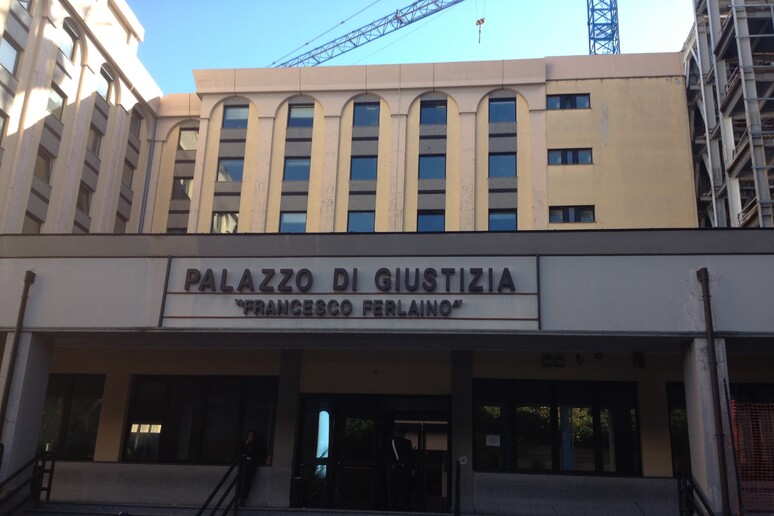 PALAZZO DI GIUSTIZIA
"FRANCESCO FERLAINO"